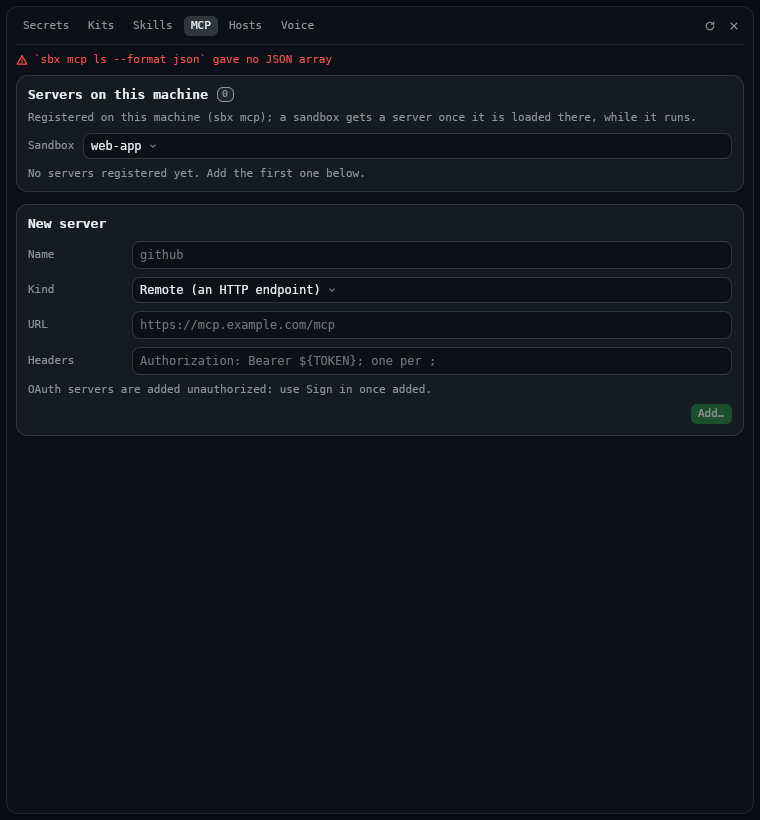 Secrets Kits Skills MCP Hosts Voice
`sbx mcp ls --format json` gave no JSON array
Servers on this machine 0
Registered on this machine (sbx mcp); a sandbox gets a server once it is loaded there, while it runs.
Sandbox web-app
No servers registered yet. Add the first one below.
New server
Name github
Kind Remote (an HTTP endpoint)
URL https://mcp.example.com/mcp
Headers Authorization: Bearer ${TOKEN}; one per ;
OAuth servers are added unauthorized: use Sign in once added.
Add…